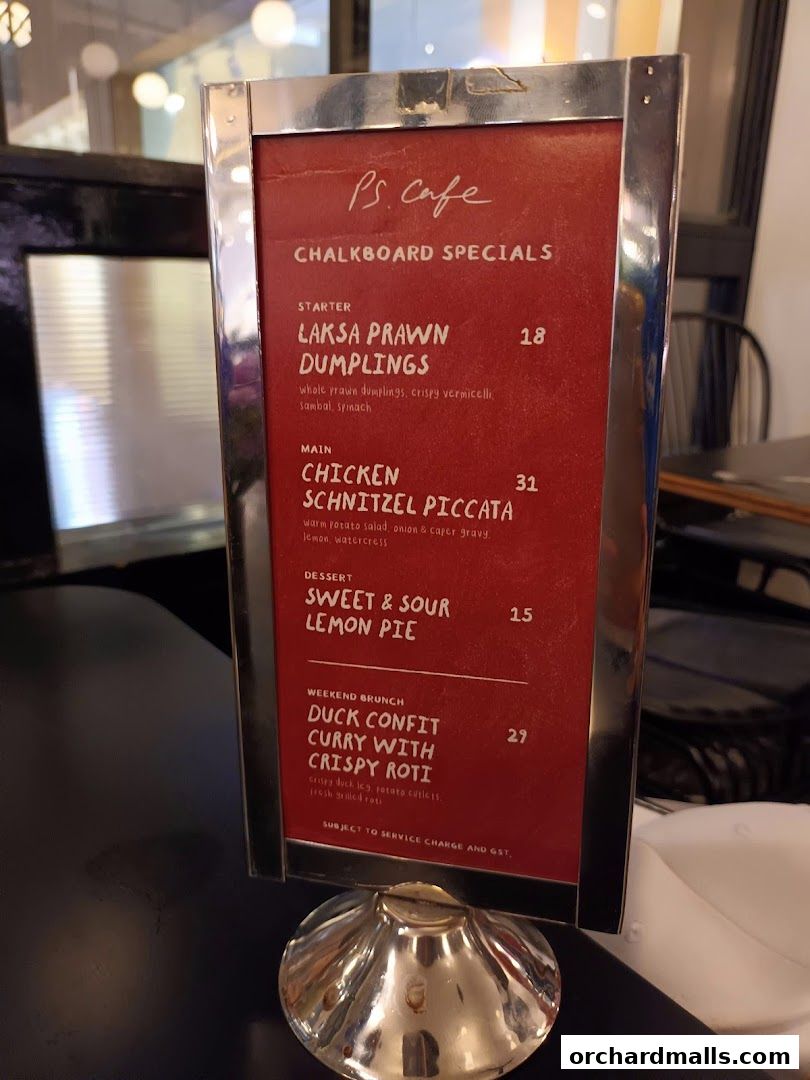 PS. Cafe
CHALKBOARD SPECIALS
STARTER
LAKSA PRAWN 18
DUMPLINGS
whole prawn dumplings, crispy vermicelli,
sambal, spinach
MAIN
CHICKEN 31
SCHNITZEL PICCATA
warm potato salad, onion & caper gravy,
lemon, watercress
DESSERT
SWEET & SOUR 15
LEMON PIE
WEEKEND BRUNCH
DUCK CONFIT
CURRY WITH 29
CRISPY ROTI
crispy duck leg, potato cutlets,
fresh grilled roti
SUBJECT TO SERVICE CHARGE AND GST.
orchardmalls.com